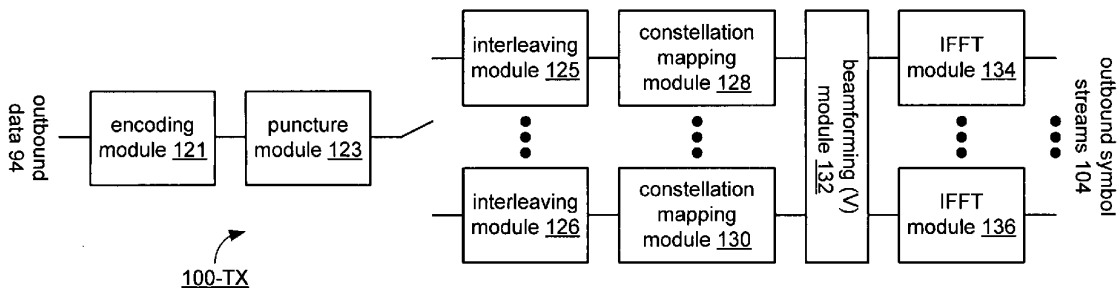 outbound
data 94
encoding
module 121
puncture
module 123
interleaving
module 125
constellation
mapping
module 128
interleaving
module 126
constellation
mapping
module 130
beamforming (V)
module 132
IFFT
module 134
IFFT
module 136
outbound symbol
streams 104
100-TX